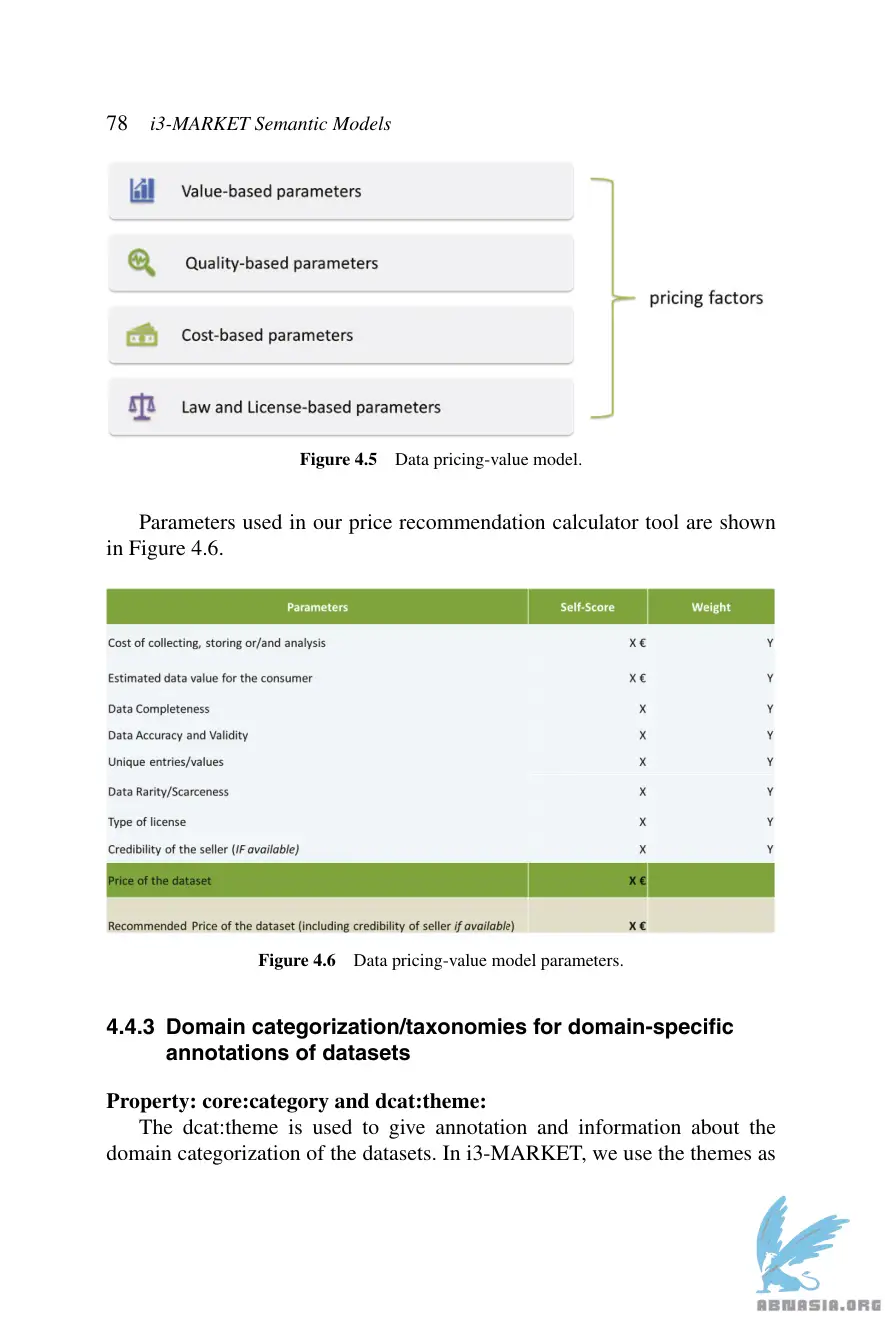 78 i3-MARKET Semantic Models
Value-based parameters
Quality-based parameters
Cost-based parameters
Law and License-based parameters
pricing factors
Figure 4.5 Data pricing-value model.
Parameters used in our price recommendation calculator tool are shown
in Figure 4.6.
Parameters Self-Score Weight
Cost of collecting, storing or/and analysis X € Y
Estimated data value for the consumer X € Y
Data Completeness X Y
Data Accuracy and Validity X Y
Unique entries/values X Y
Data Rarity/Scarceness X Y
Type of license X Y
Credibility of the seller (IF available) X Y
Price of the dataset X €
Recommended Price of the dataset (including credibility of seller if available) X €
Figure 4.6 Data pricing-value model parameters.
4.4.3 Domain categorization/taxonomies for domain-specific
annotations of datasets
Property: core:category and dcat:theme:
The dcat:theme is used to give annotation and information about the
domain categorization of the datasets. In i3-MARKET, we use the themes as
ABNASIA.ORG